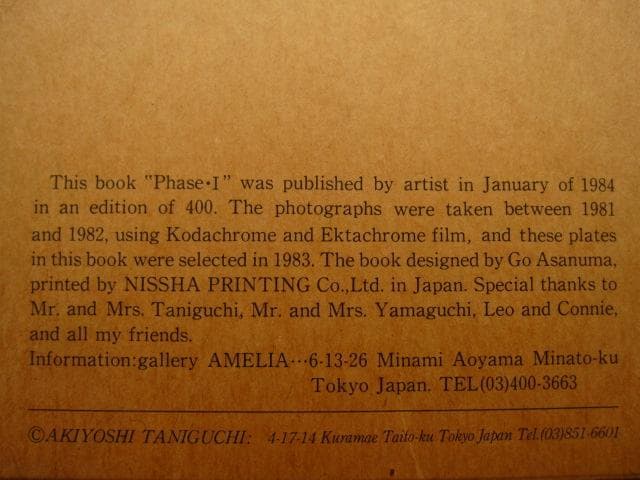 This book "Phase•I" was published by artist in January of 1984
in an edition of 400. The photographs were taken between 1981
and 1982, using Kodachrome and Ektachrome film, and these plates
in this book were selected in 1983. The book designed by Go Asanuma,
printed by NISSHA PRINTING Co.,Ltd. in Japan. Special thanks to
Mr. and Mrs. Taniguchi, Mr. and Mrs. Yamaguchi, Leo and Connie,
and all my friends.
Information:gallery AMELIA···6-13-26 Minami Aoyama Minato-ku
Tokyo Japan. TEL(03)400-3663
©AKIYOSHI TANIGUCHI: 4-17-14 Kuramae Taito-ku Tokyo Japan Tel.(03)851-6601